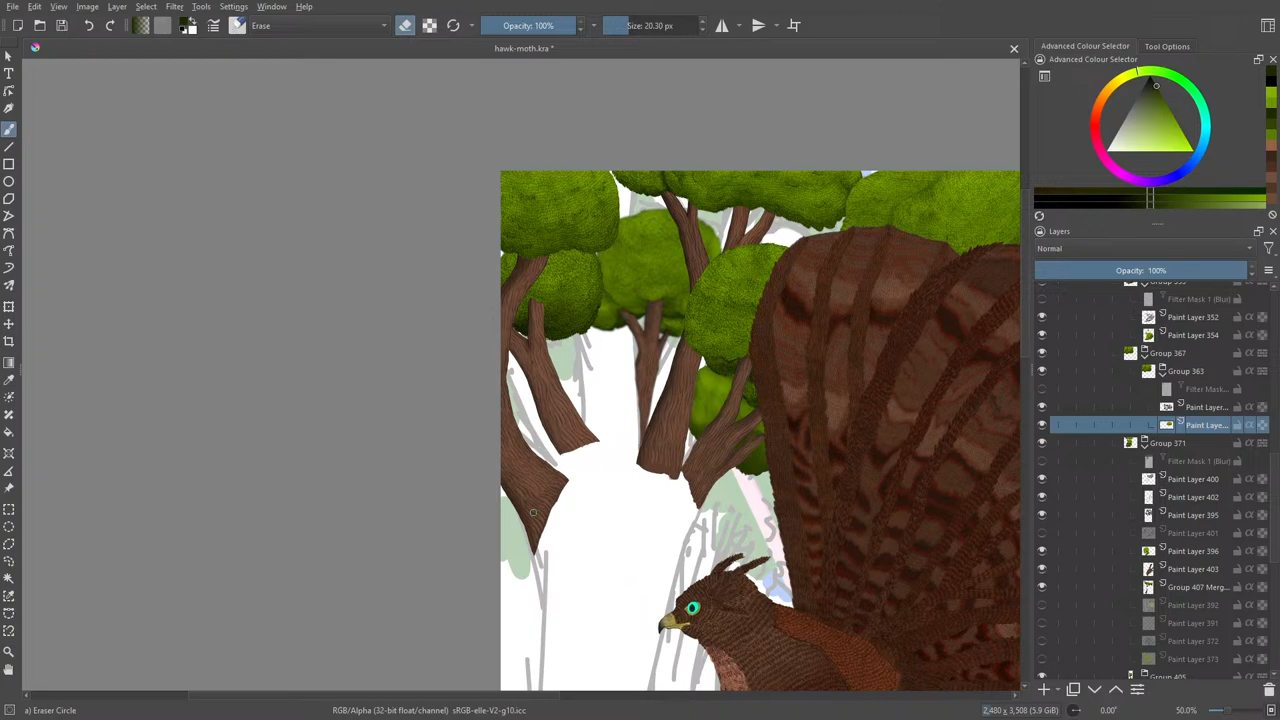 File Edit View Image Layer Select Filter Tools Settings Window Help
Erase Opacity: 100% Size: 20.30 px
hawk-moth.kra *
Advanced Colour Selector Tool Options
Advanced Colour Selector
Layers
Normal
Opacity: 100%
Filter Mask 1 (Blur)
Paint Layer 352
Paint Layer 354
Group 367
Group 363
Filter Mask...
Paint Layer...
Paint Laye...
Group 371
Filter Mask 1 (Blur)
Paint Layer 400
Paint Layer 402
Paint Layer 395
Paint Layer 401
Paint Layer 396
Paint Layer 403
Group 407 Merg...
Paint Layer 392
Paint Layer 391
Paint Layer 372
Paint Layer 373
Group 405
a) Eraser Circle RGB/Alpha (32-bit float/channel) sRGB-elle-V2-g10.icc 2,480 x 3,508 (5.9 GiB) 0.00° 50.0%